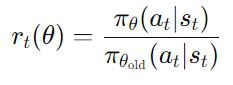 r_t(θ) = π_θ(a_t|s_t) / π_θ_old(a_t|s_t)